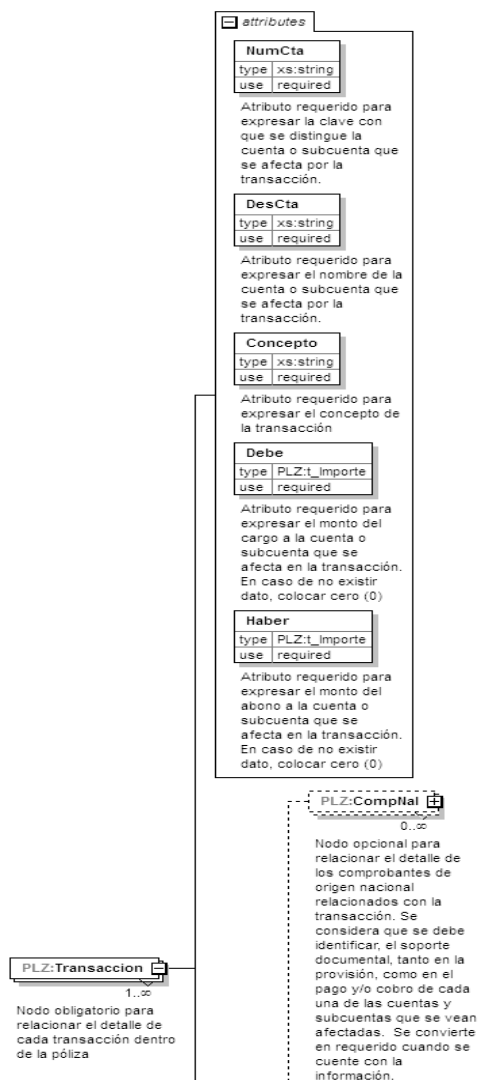 attributes
NumCta
type xs:string
use required
Atributo requerido para
expresar la clave con
que se distingue la
cuenta o subcuenta que
se afecta por la
transacción.
DesCta
type xs:string
use required
Atributo requerido para
expresar el nombre de la
cuenta o subcuenta que
se afecta por la
transacción.
Concepto
type xs:string
use required
Atributo requerido para
expresar el concepto de
la transacción
Debe
type PLZ:t_Importe
use required
Atributo requerido para
expresar el monto del
cargo a la cuenta o
subcuenta que se
afecta en la transacción.
En caso de no existir
dato, colocar cero (0)
Haber
type PLZ:t_Importe
use required
Atributo requerido para
expresar el monto del
abono a la cuenta o
subcuenta que se
afecta en la transacción.
En caso de no existir
dato, colocar cero (0)
PLZ:CompNal
0..∞
Nodo opcional para
relacionar el detalle de
los comprobantes de
origen nacional
relacionados con la
transacción. Se
considera que se debe
identificar, el soporte
documental, tanto en la
provisión, como en el
pago y/o cobro de cada
una de las cuentas y
subcuentas que se vean
afectadas. Se convierte
en requerido cuando se
cuente con la
información.
PLZ:Transaccion
1..∞
Nodo obligatorio para
relacionar el detalle de
cada transacción dentro
de la póliza